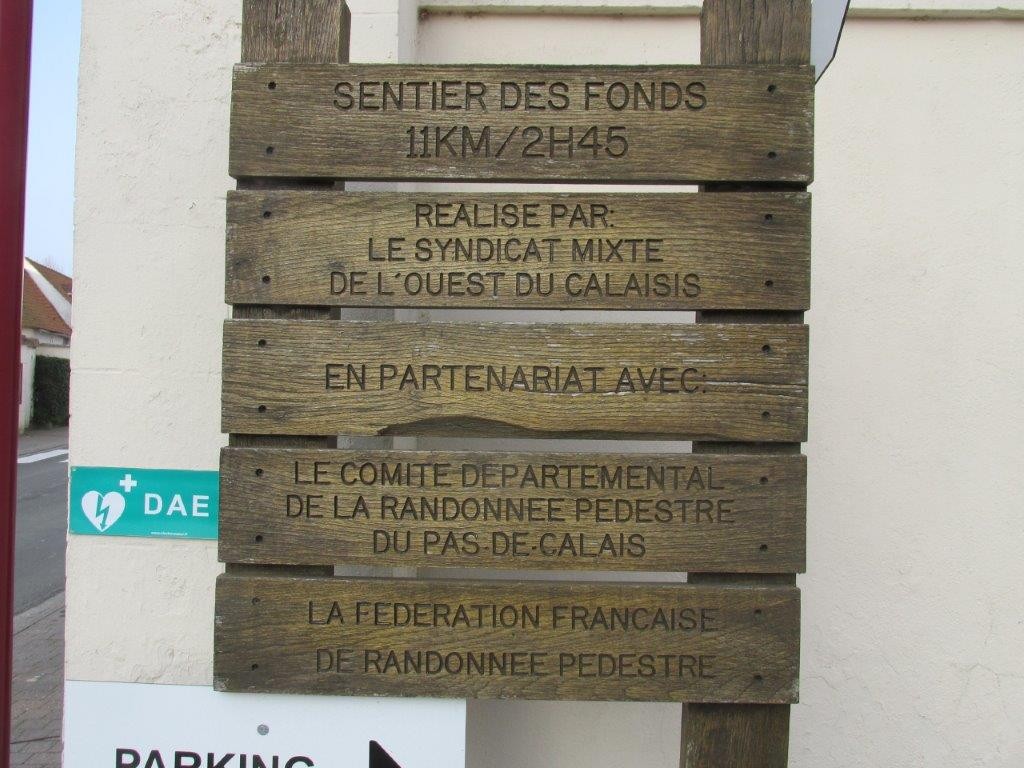 SENTIER DES FONDS
11KM/2H45
REALISE PAR:
LE SYNDICAT MIXTE
DE L'OUEST DU CALAISIS
EN PARTENARIAT AVEC:
LE COMITE DEPARTEMENTAL
DE LA RANDONNEE PEDESTRE
DU PAS-DE-CALAIS
LA FEDERATION FRANCAISE
DE RANDONNEE PEDESTRE
DAE
PARKING